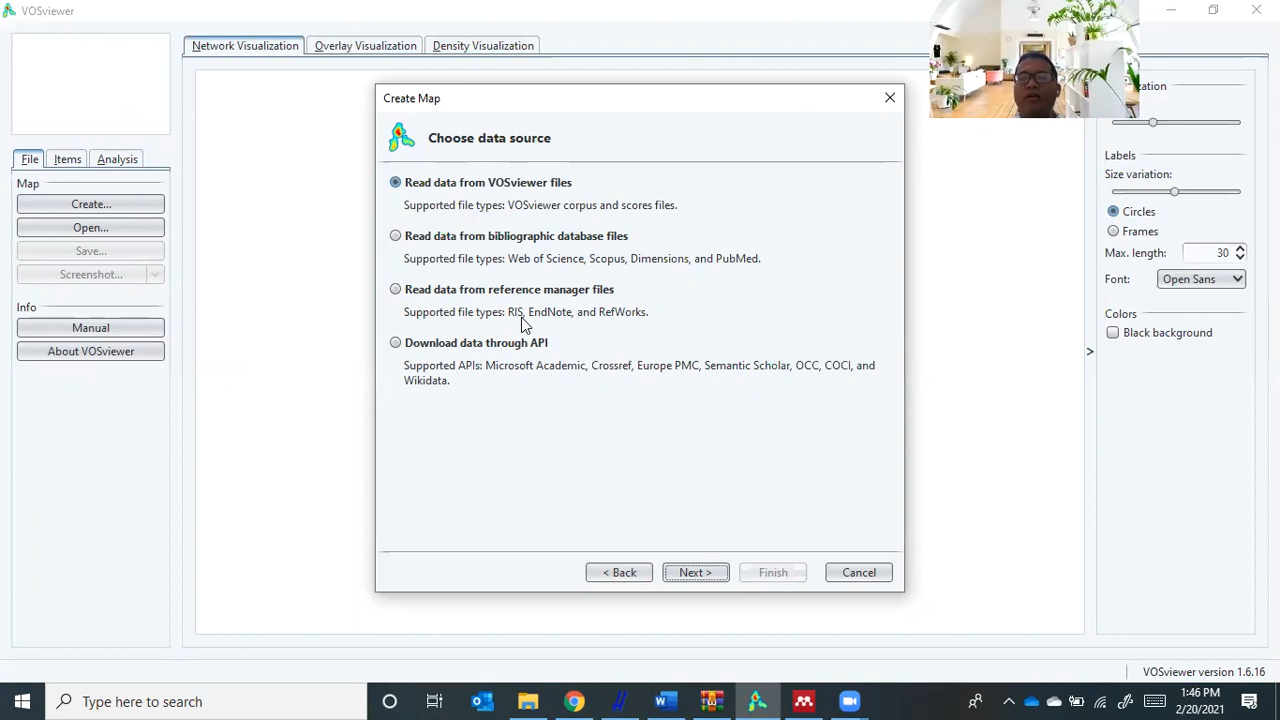 VOSviewer
Network Visualization
Overlay Visualization
Density Visualization
File
Items
Analysis
Map
Create...
Open...
Save...
Screenshot...
Info
Manual
About VOSviewer
Create Map
Choose data source
Read data from VOSviewer files
Supported file types: VOSviewer corpus and scores files.
Read data from bibliographic database files
Supported file types: Web of Science, Scopus, Dimensions, and PubMed.
Read data from reference manager files
Supported file types: RIS, EndNote, and RefWorks.
Download data through API
Supported APIs: Microsoft Academic, Crossref, Europe PMC, Semantic Scholar, OCC, COCI, and
Wikidata.
< Back
Next >
Finish
Cancel
Labels
Size variation:
Circles
Frames
Max. length:
30
Font:
Open Sans
Colors
Black background
>
VOSviewer version 1.6.16
Type here to search
1:46 PM
2/20/2021